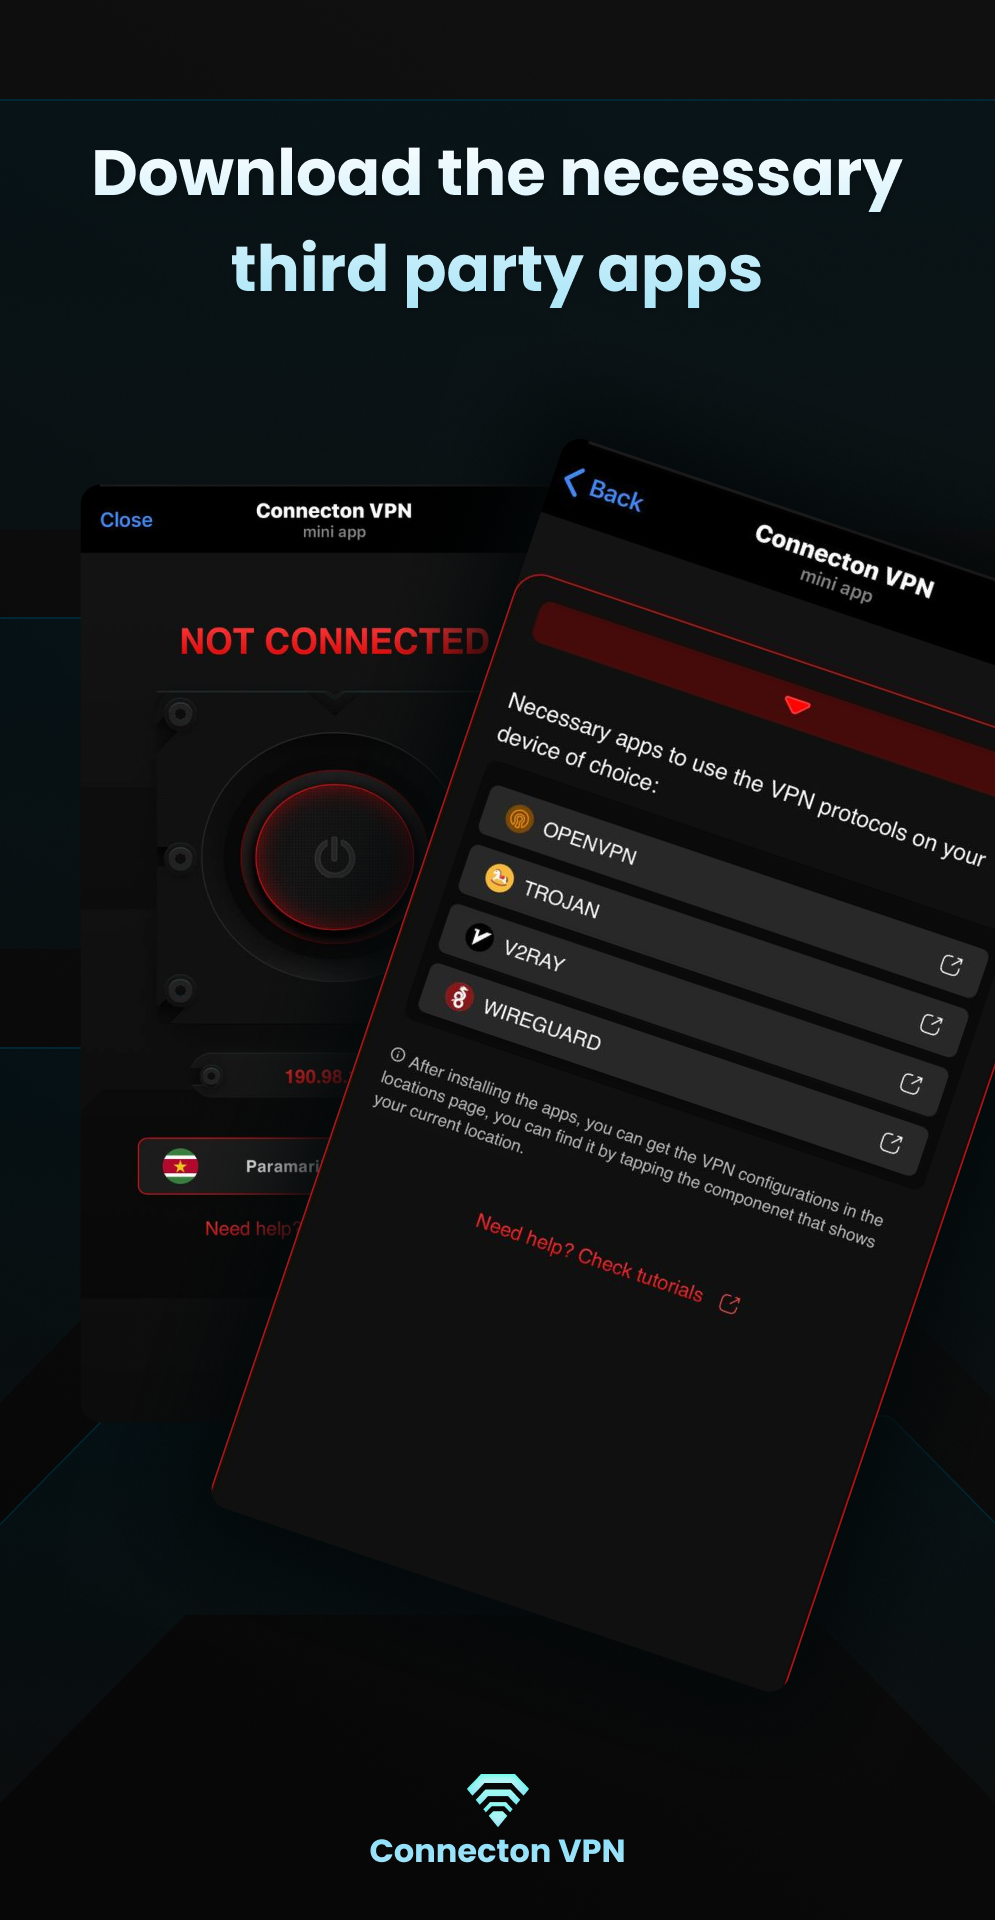 Download the necessary
third party apps
Close
Connecton VPN
mini app
NOT CONNECTED
190.98.
Need help?
Back
Connecton VPN
mini app
Necessary apps to use the VPN protocols on your
device of choice:
OPENVPN
TROJAN
V2RAY
WIREGUARD
After installing the apps, you can get the VPN configurations in the
locations page, you can find it by tapping the componenet that shows
your current location.
Need help? Check tutorials
Connecton VPN